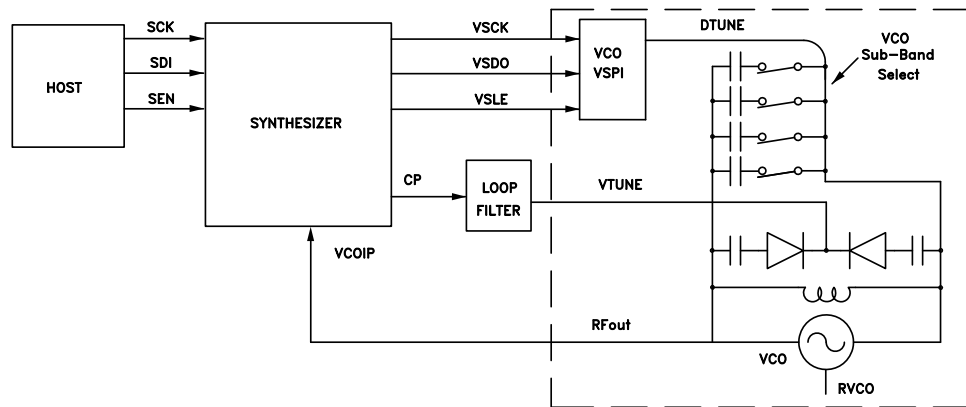 HOST
SCK
SDI
SEN
SYNTHESIZER
VSCK
VSDO
VSLE
VCO
VSPI
DTUNE
VCO
Sub-Band
Select
CP
LOOP
FILTER
VTUNE
VCOIP
RFout
VCO
RVCO